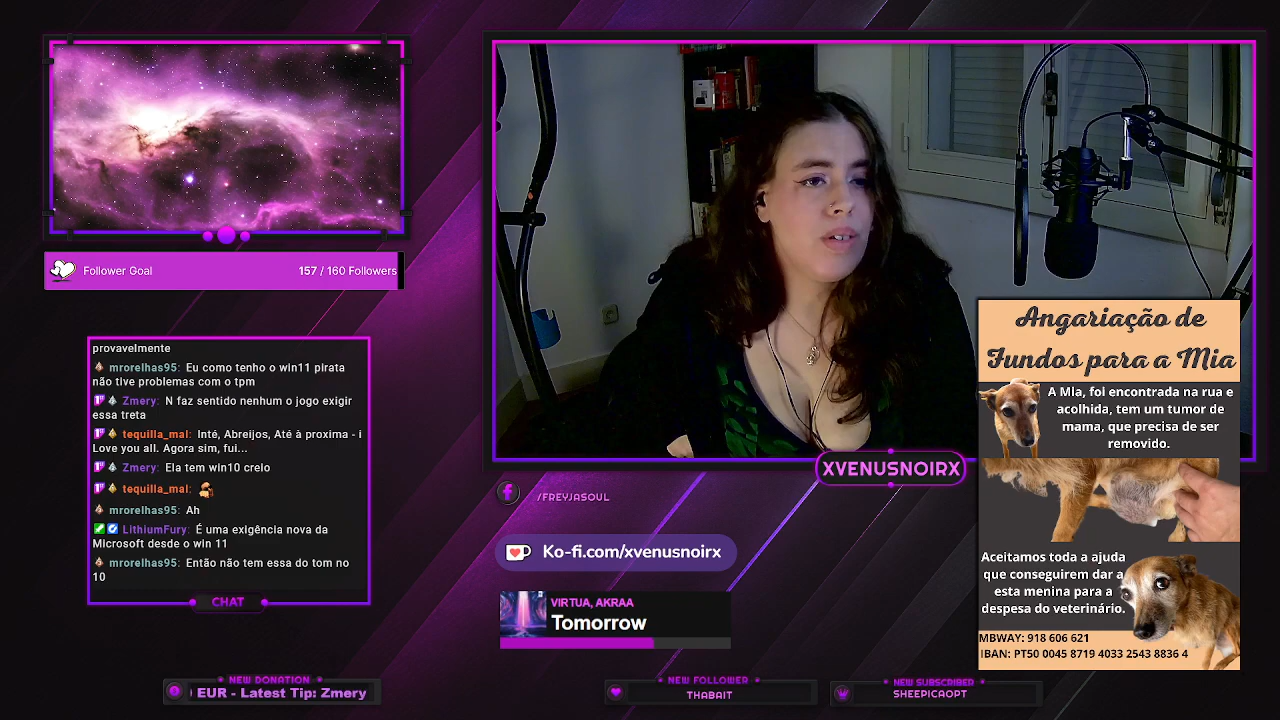 Follower Goal
157 / 160 Followers
provavelmente
mrorelhas95: Eu como tenho o win11 pirata
não tive problemas com o tpm
Zmery: N faz sentido nenhum o jogo exigir
essa treta
tequilla_mal: Inté, Abreijos, Até à proxima - i
Love you all. Agora sim, fui...
Zmery: Ela tem win10 creio
tequilla_mal:
mrorelhas95: Ah
LithiumFury: É uma exigência nova da
Microsoft desde o win 11
mrorelhas95: Então não tem essa do tom no
10
CHAT
XVENUSNOIRX
/FREYJASOUL
Ko-fi.com/xvenusnoirx
VIRTUA, AKRAA
Tomorrow
Angariação de
Fundos para a Mia
A Mia, foi encontrada na rua e
acolhida, tem um tumor de
mama, que precisa de ser
removido.
Aceitamos toda a ajuda
que conseguirem dar a
esta menina para a
despesa do veterinário.
MBWAY: 918 606 621
IBAN: PT50 0045 8719 4033 2543 8836 4
NEW DONATION
EUR - Latest Tip: Zmery
NEW FOLLOWER
THABAIT
NEW SUBSCRIBER
SHEEPICAOPT